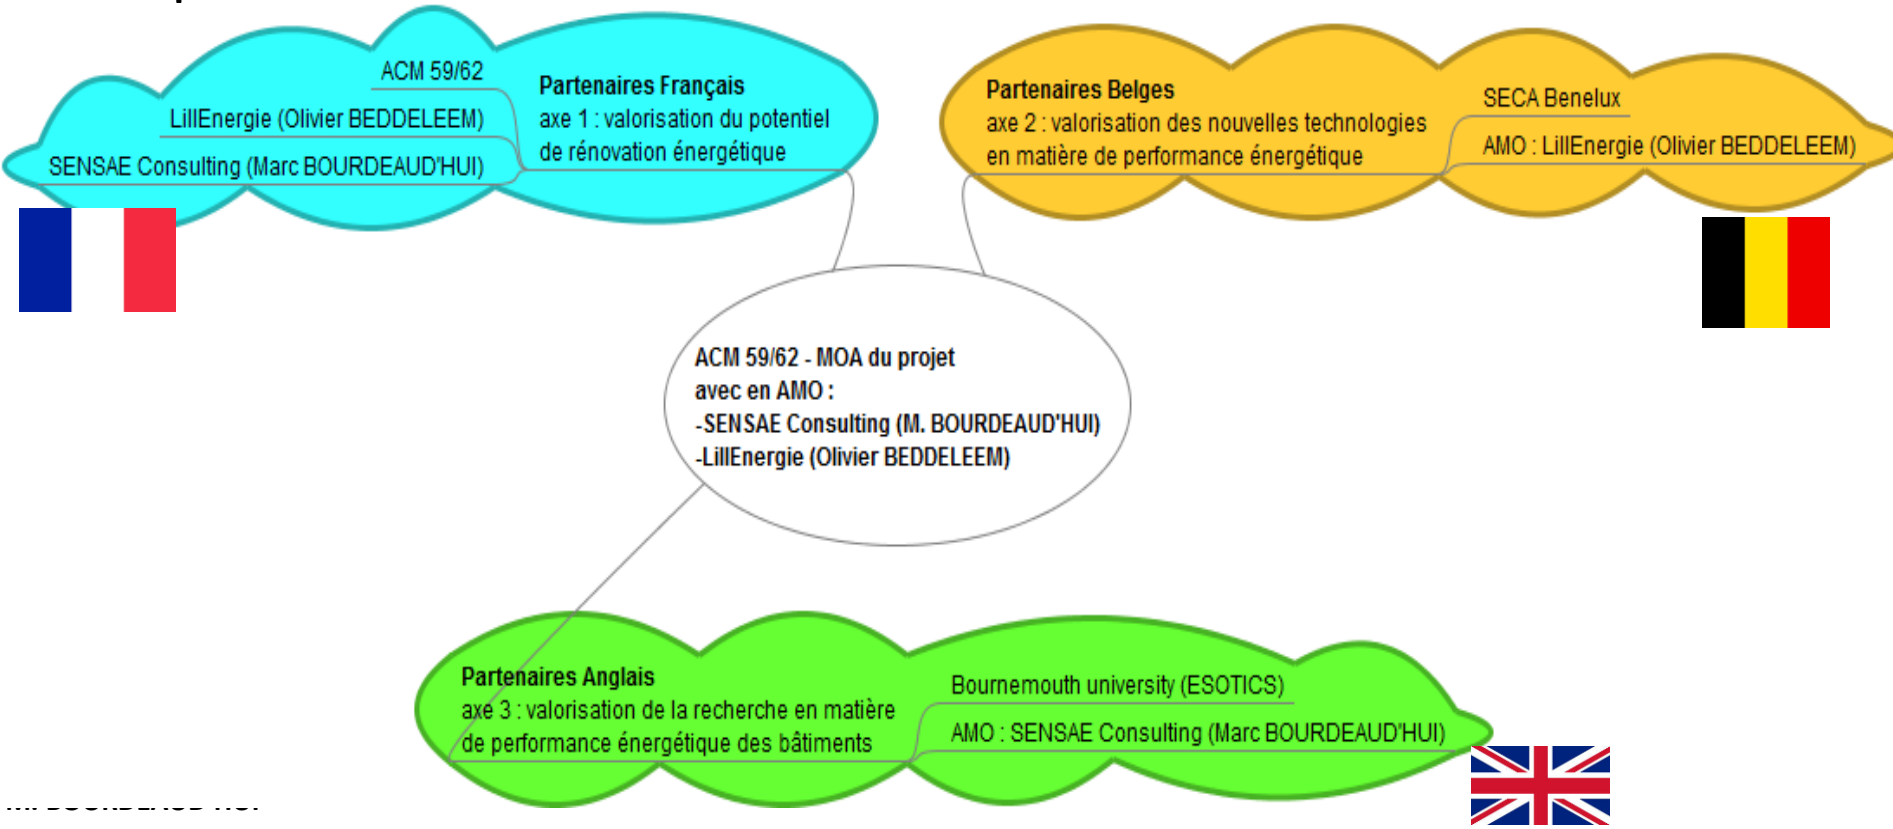 ACM 59/62
LillEnergie (Olivier BEDDELEEM)
SENSAE Consulting (Marc BOURDEAUD'HUI)
Partenaires Français
axe 1 : valorisation du potentiel
de rénovation énergétique
Partenaires Belges
axe 2 : valorisation des nouvelles technologies
en matière de performance énergétique
SECA Benelux
AMO : LillEnergie (Olivier BEDDELEEM)
ACM 59/62 - MOA du projet
avec en AMO :
-SENSAE Consulting (M. BOURDEAUD'HUI)
-LillEnergie (Olivier BEDDELEEM)
Partenaires Anglais
axe 3 : valorisation de la recherche en matière
de performance énergétique des bâtiments
Bournemouth university (ESOTICS)
AMO : SENSAE Consulting (Marc BOURDEAUD'HUI)